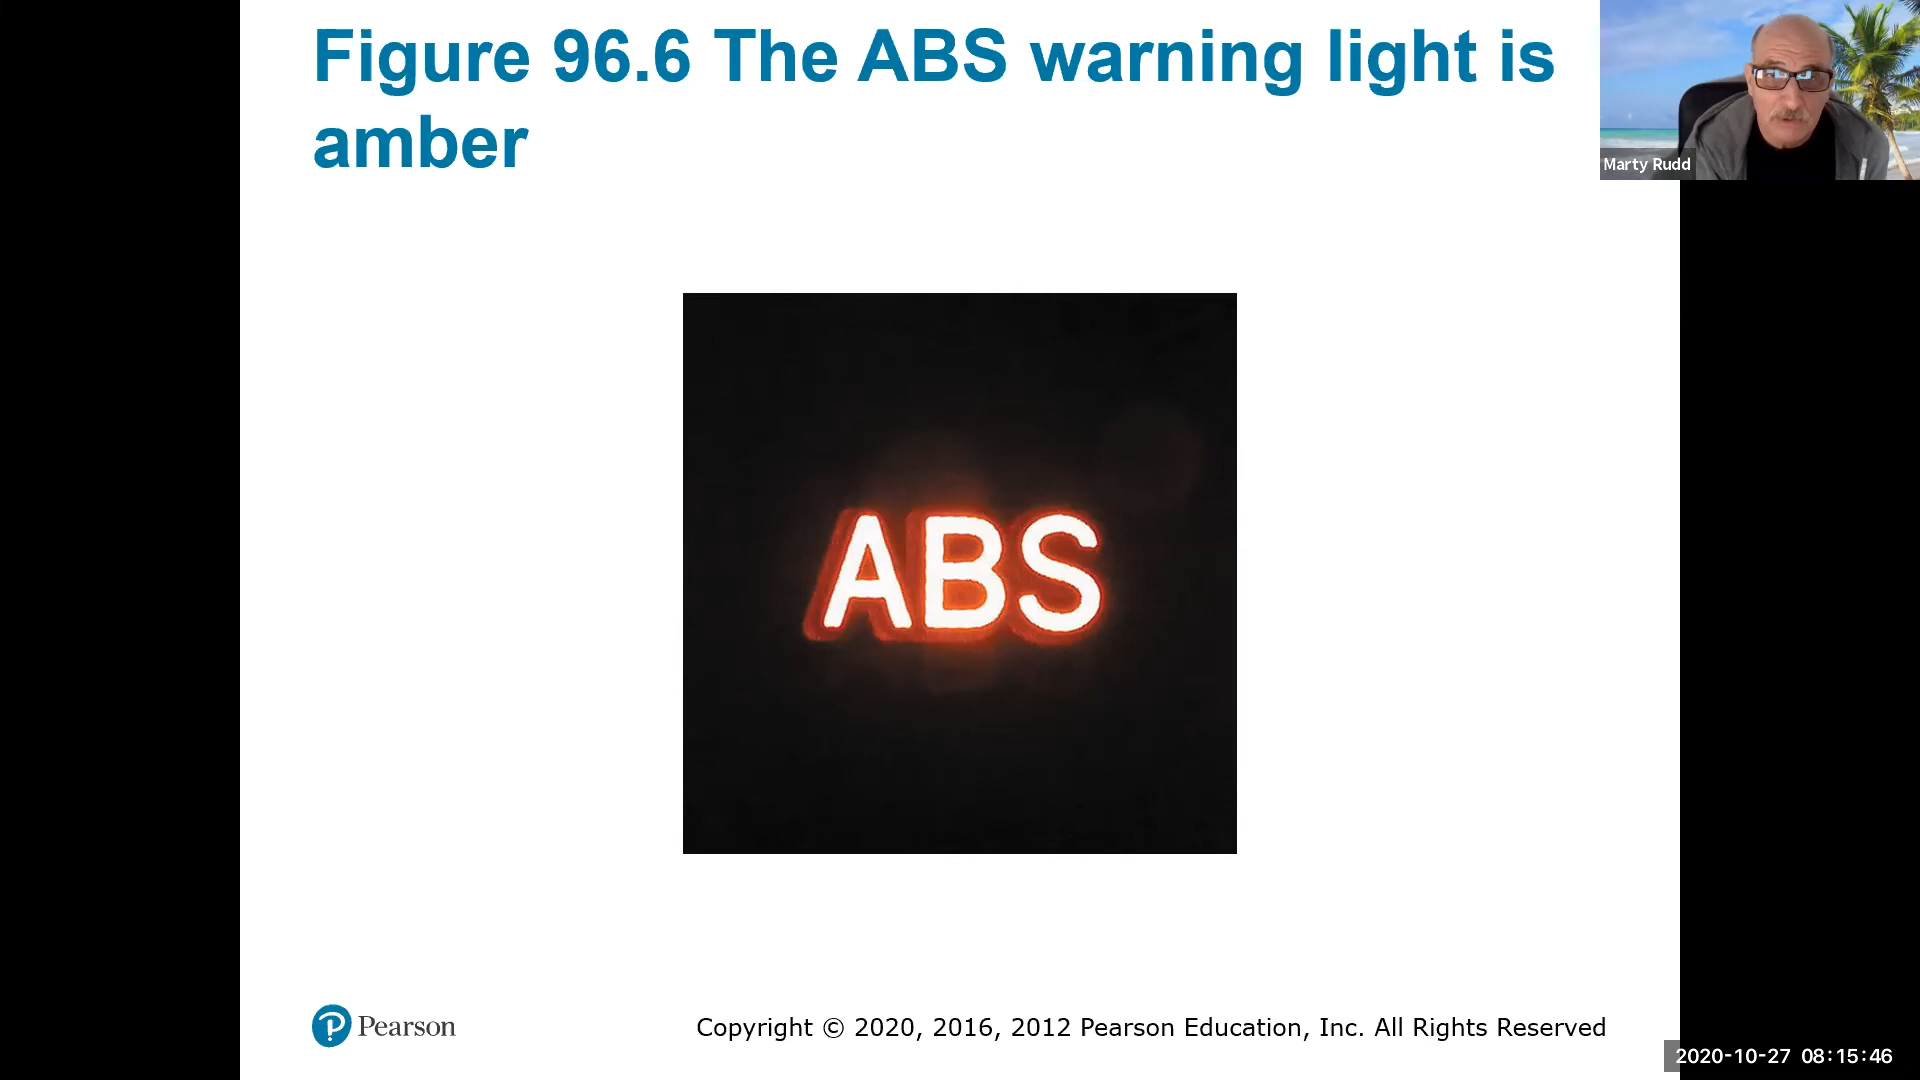 Figure 96.6 The ABS warning light is
amber
Marty Rudd
ABS
Pearson
Copyright © 2020, 2016, 2012 Pearson Education, Inc. All Rights Reserved
2020-10-27 08:15:46